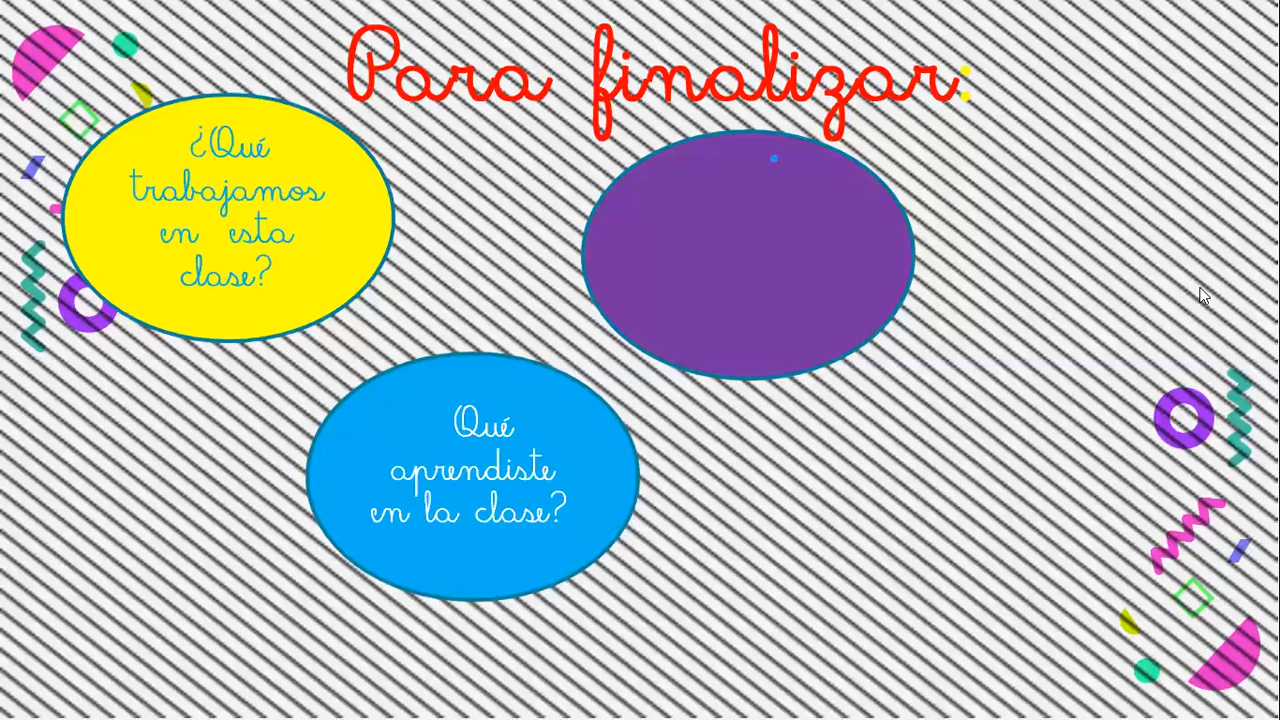 Para finalizar:
¿Qué
trabajamos
en esta
clase?
Qué
aprendiste
en la clase?